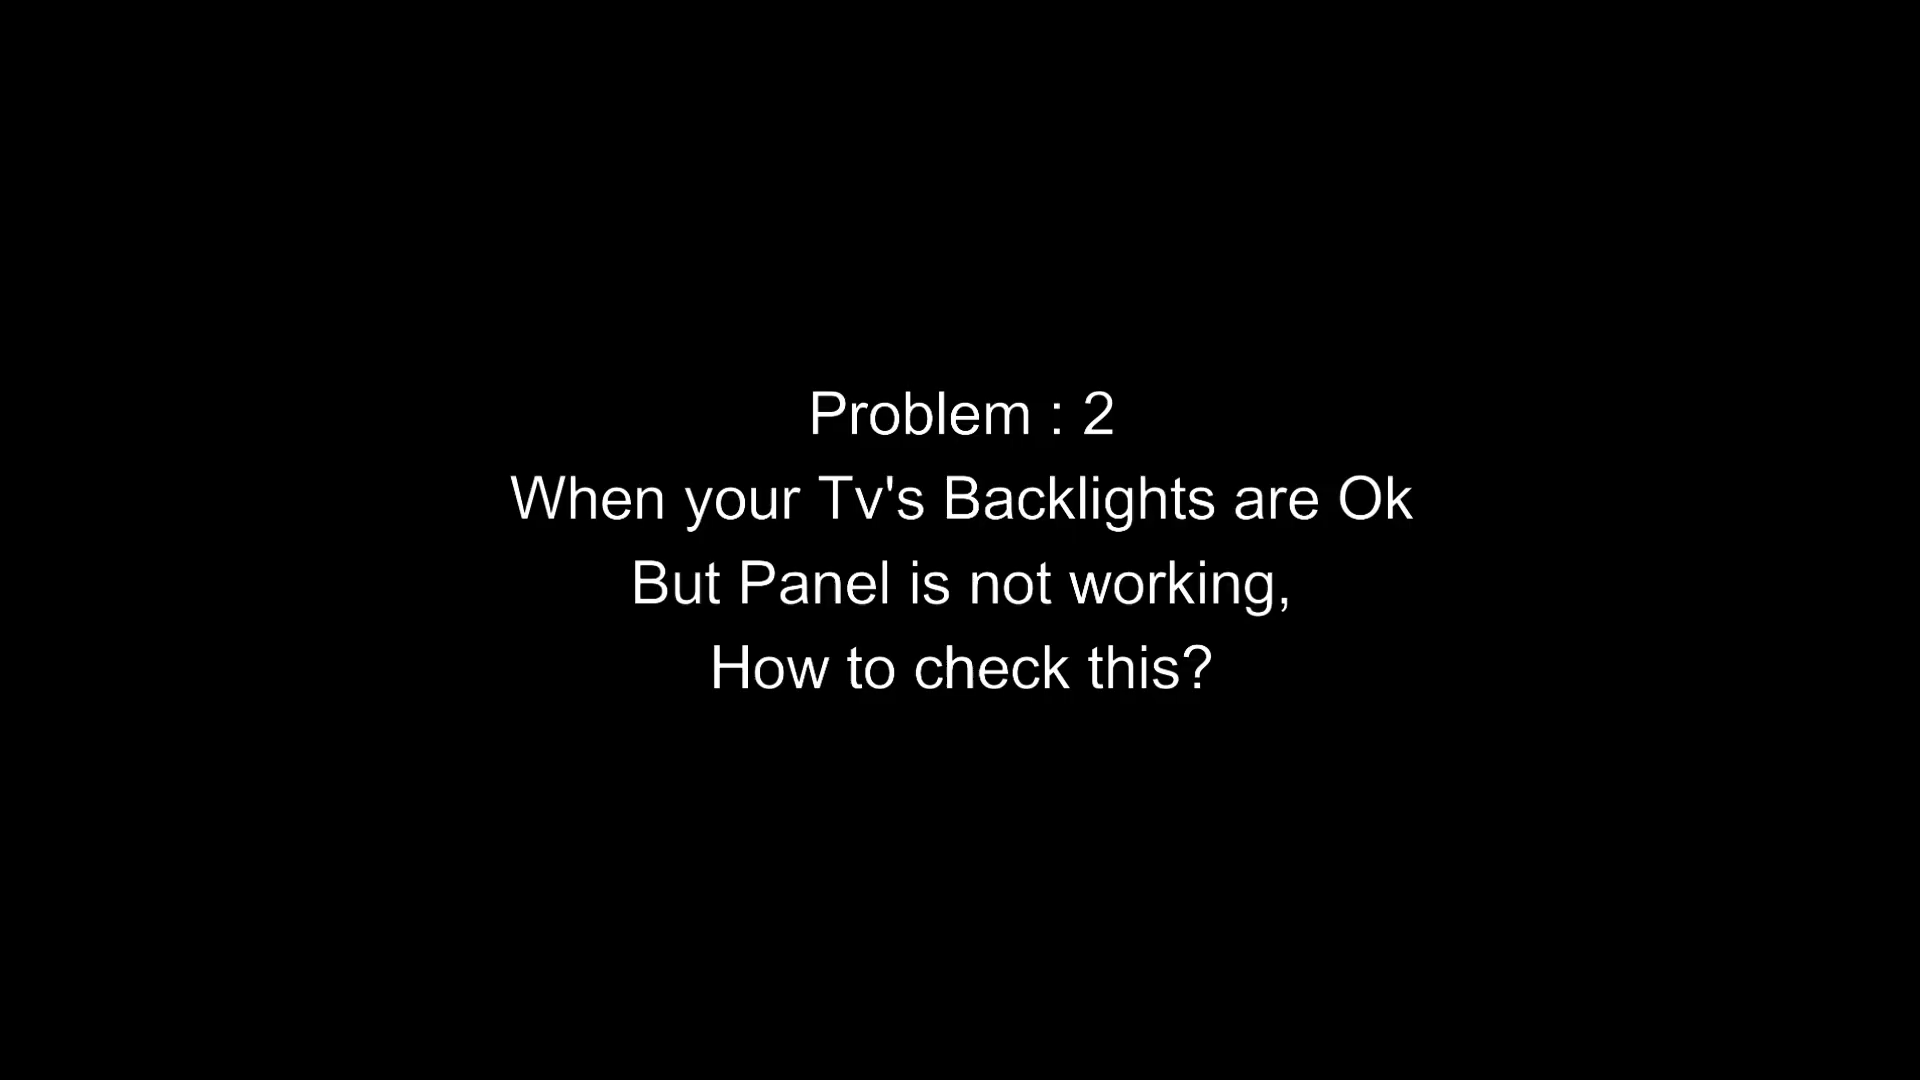 Problem : 2
When your Tv's Backlights are Ok
But Panel is not working,
How to check this?